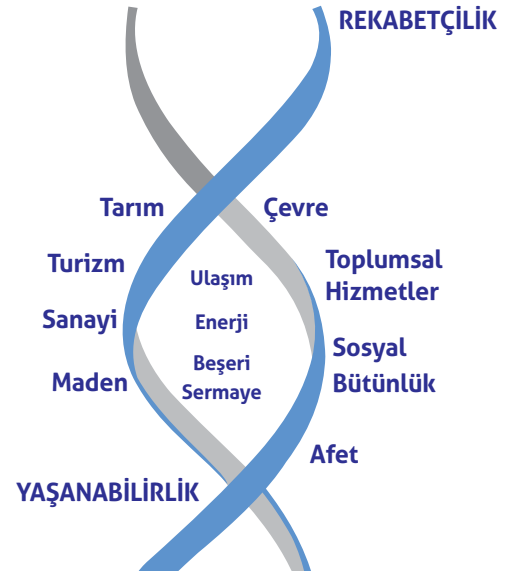 REKABETÇİLİK
Tarım
Çevre
Turizm
Ulaşım
Toplumsal
Hizmetler
Sanayi
Enerji
Sosyal
Bütünlük
Maden
Beşeri
Sermaye
Afet
YAŞANABİLİRLİK